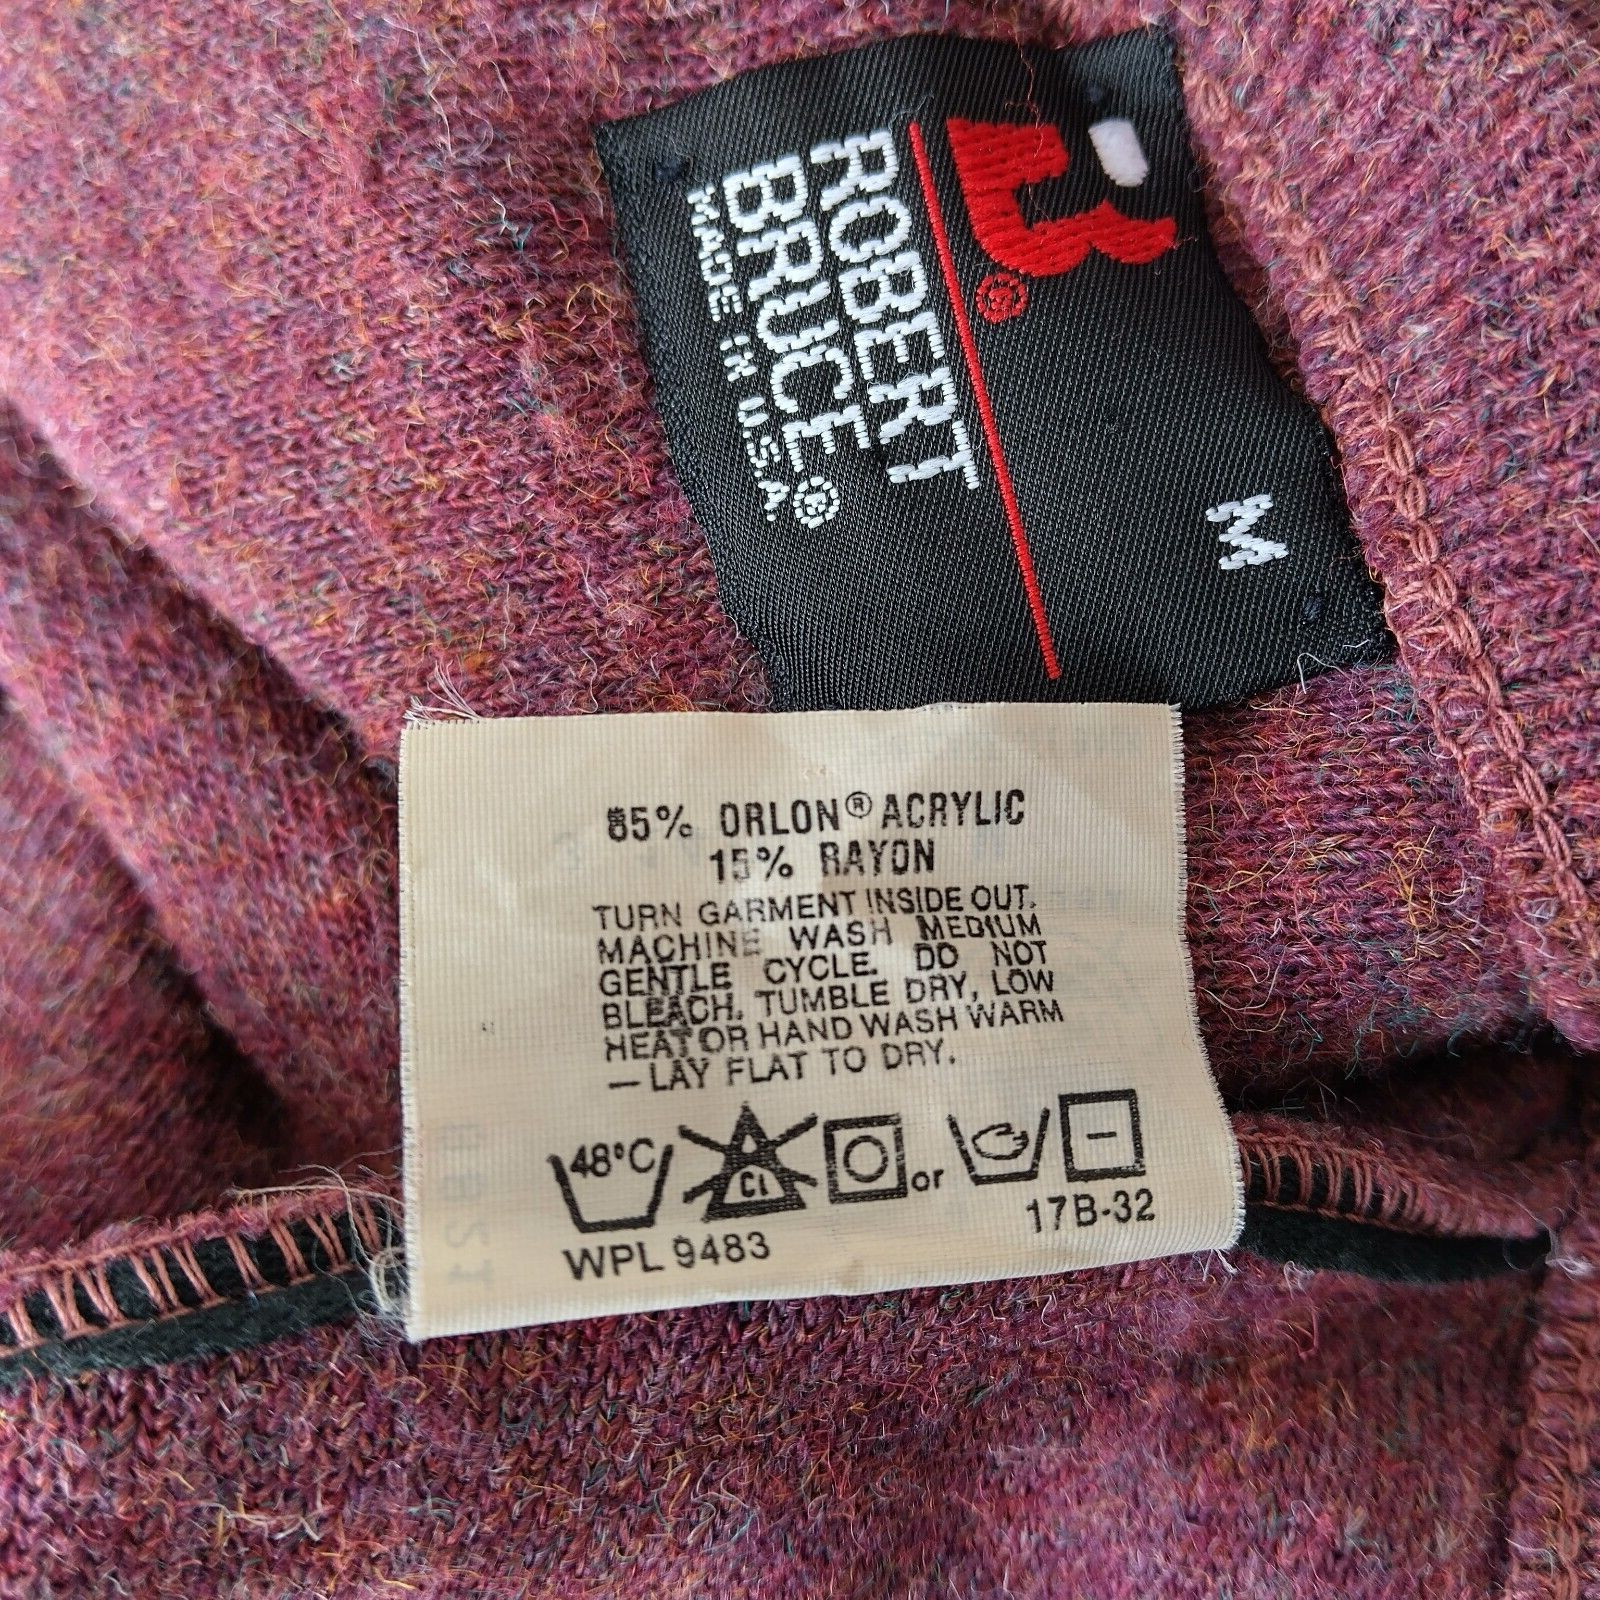 ®
ROBERT
BRUCE®
MADE IN U.S.A.
M
85% ORLON® ACRYLIC
15% RAYON
TURN GARMENT INSIDE OUT.
MACHINE WASH MEDIUM
GENTLE CYCLE. DO NOT
BLEACH. TUMBLE DRY, LOW
HEAT OR HAND WASH WARM
— LAY FLAT TO DRY.
48°C Cl or
WPL 9483 17B-32